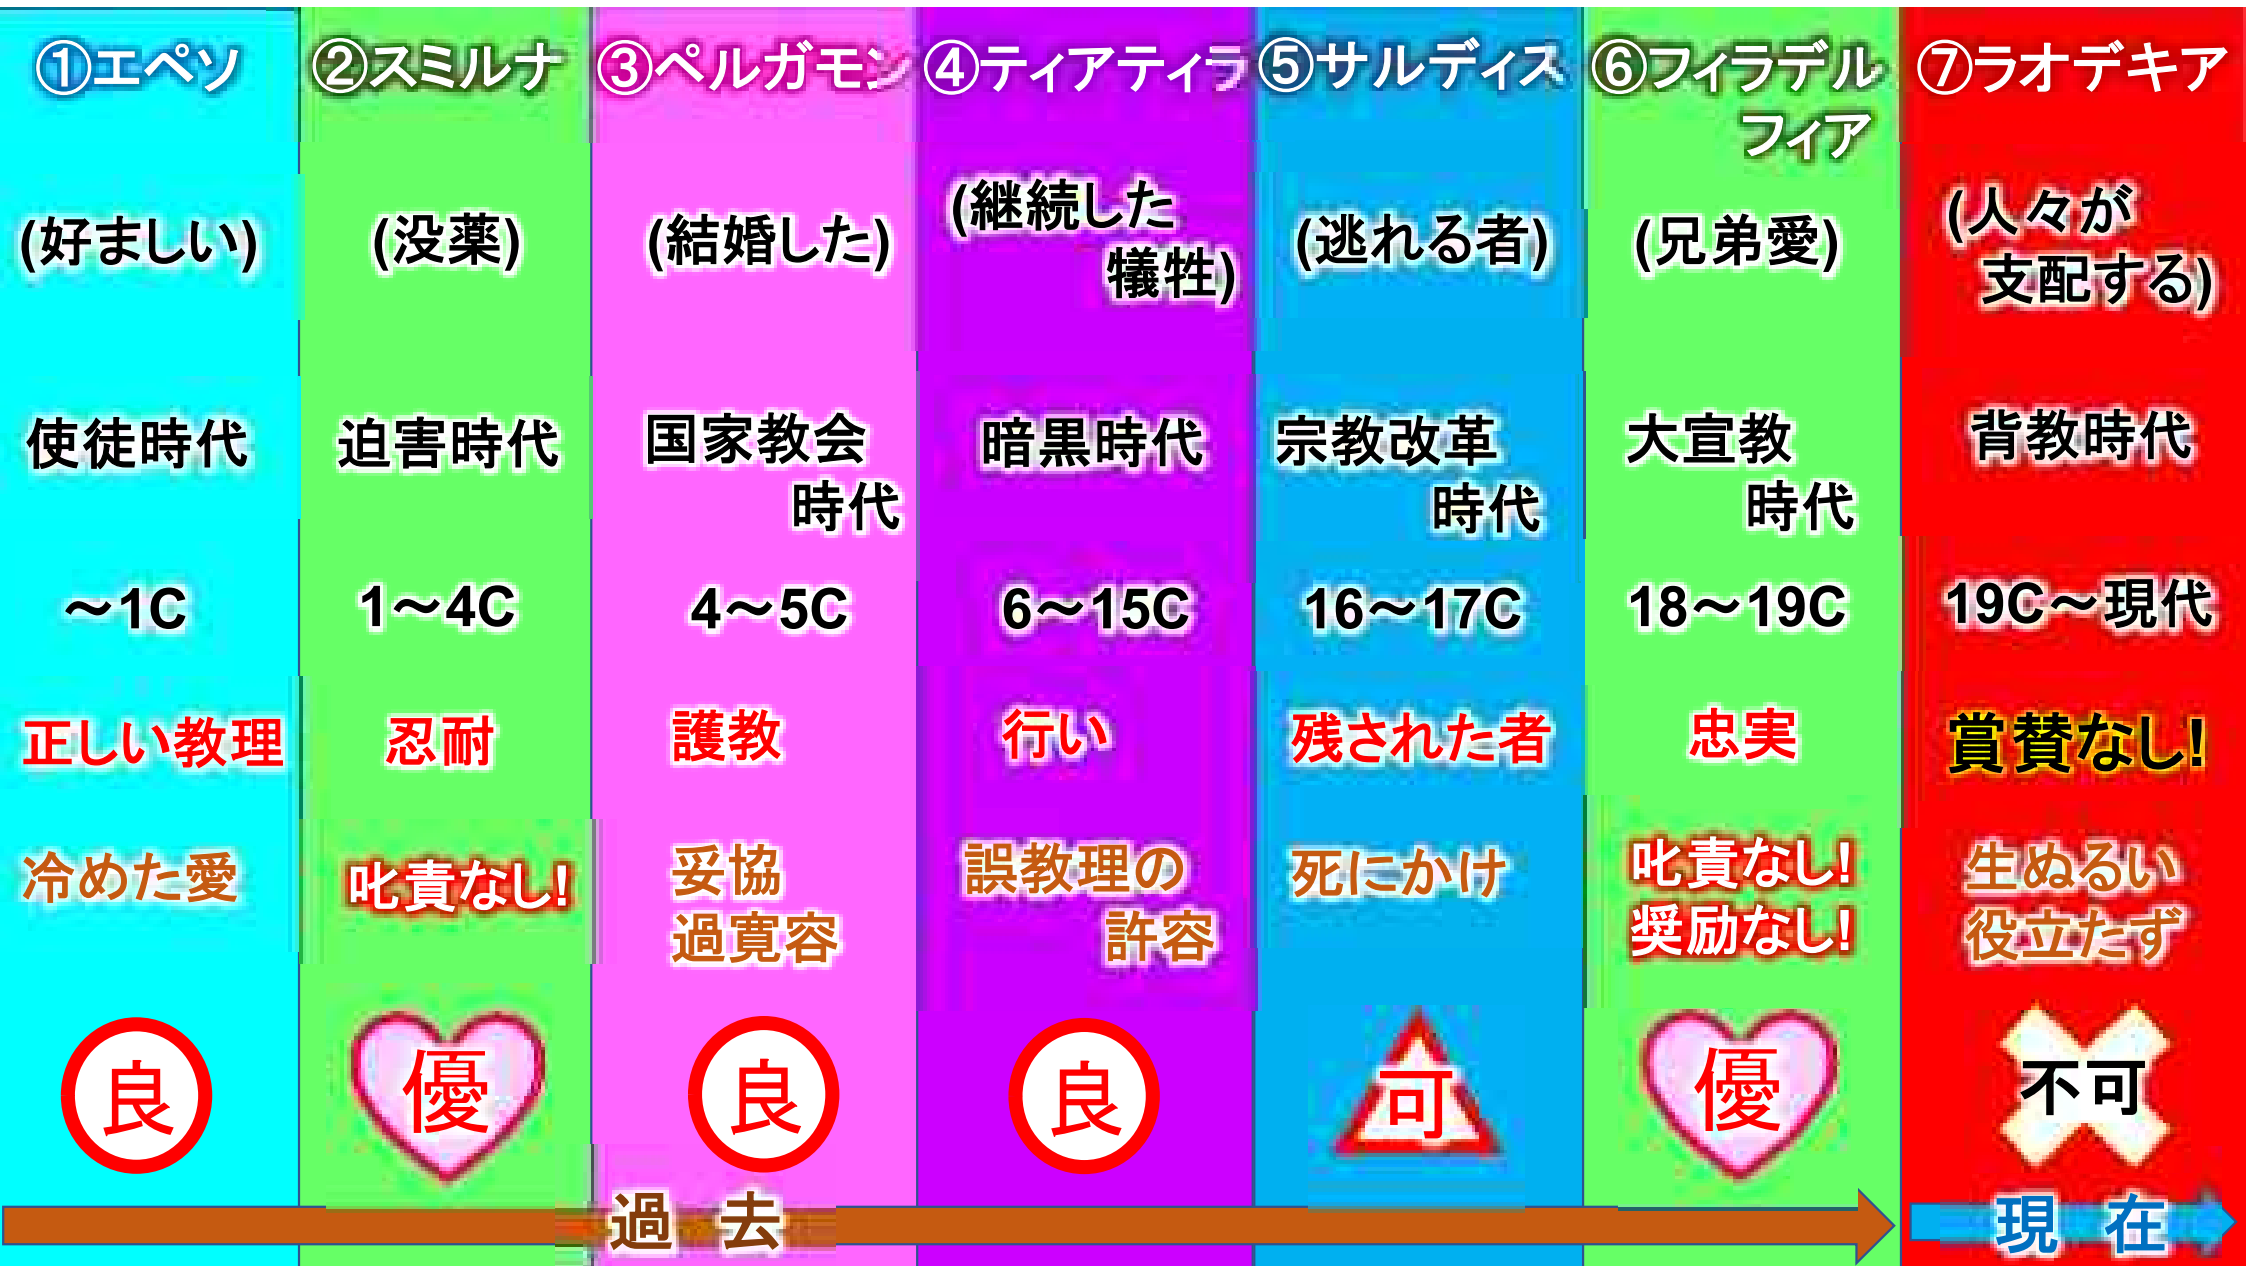 ①エペソ
②スミルナ
③ペルガモン
④ティアティラ
⑤サルディス
⑥フィラデル
フィア
⑦ラオデキア
(好ましい)
(没薬)
(結婚した)
(継続した
犠牲)
(逃れる者)
(兄弟愛)
(人々が
支配する)
使徒時代
迫害時代
国家教会
時代
暗黒時代
宗教改革
時代
大宣教
時代
背教時代
～1C
1～4C
4～5C
6～15C
16～17C
18～19C
19C～現代
正しい教理
忍耐
護教
行い
残された者
忠実
賞賛なし!
冷めた愛
叱責なし!
妥協
過寛容
誤教理の
許容
死にかけ
叱責なし!
奨励なし!
生ぬるい
役立たず
良
優
良
良
可
優
不可
過 去
現 在